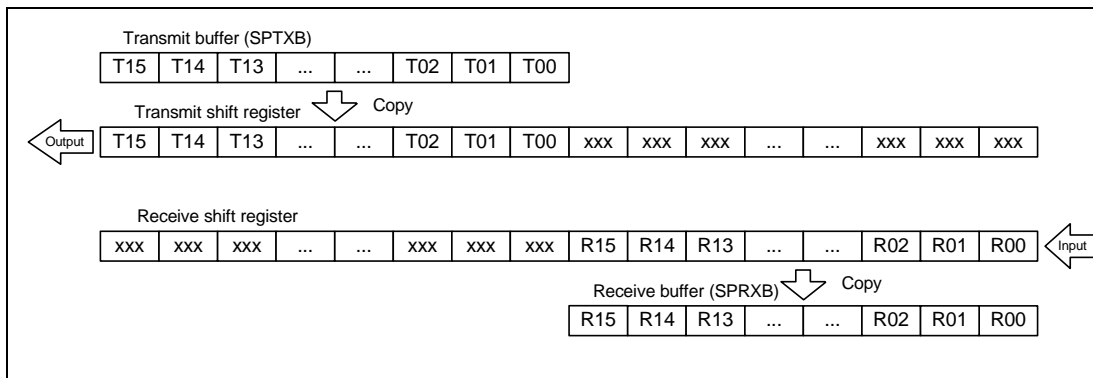 Transmit buffer (SPTXB)
T15 T14 T13 ... ... T02 T01 T00
Copy
Transmit shift register
Output T15 T14 T13 ... ... T02 T01 T00 xxx xxx xxx ... ... xxx xxx xxx
Receive shift register
xxx xxx xxx ... ... xxx xxx xxx R15 R14 R13 ... ... R02 R01 R00 Input
Copy
Receive buffer (SPRXB)
R15 R14 R13 ... ... R02 R01 R00